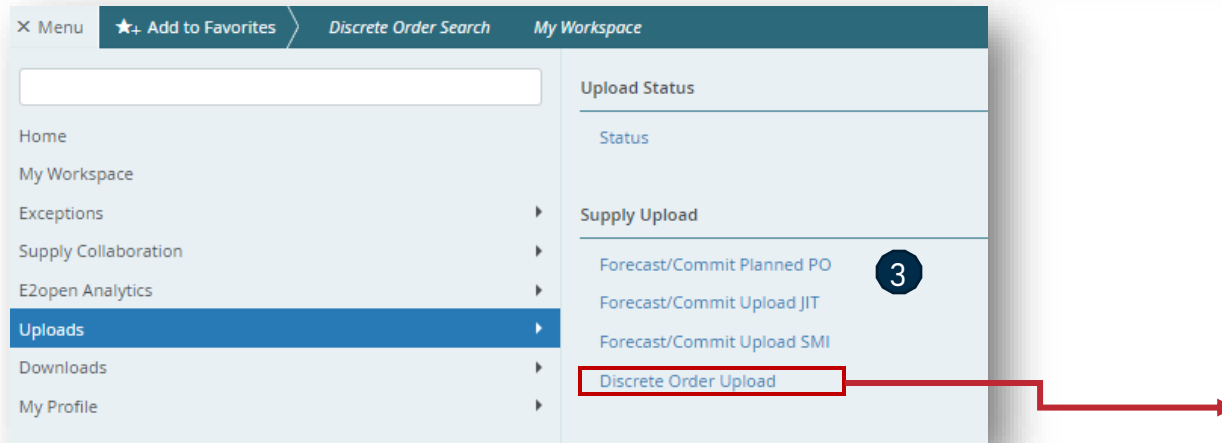 × Menu
★+ Add to Favorites
Discrete Order Search
My Workspace
Home
My Workspace
Exceptions
Supply Collaboration
E2open Analytics
Uploads
Downloads
My Profile
Upload Status
Status
Supply Upload
Forecast/Commit Planned PO
3
Forecast/Commit Upload JIT
Forecast/Commit Upload SMI
Discrete Order Upload